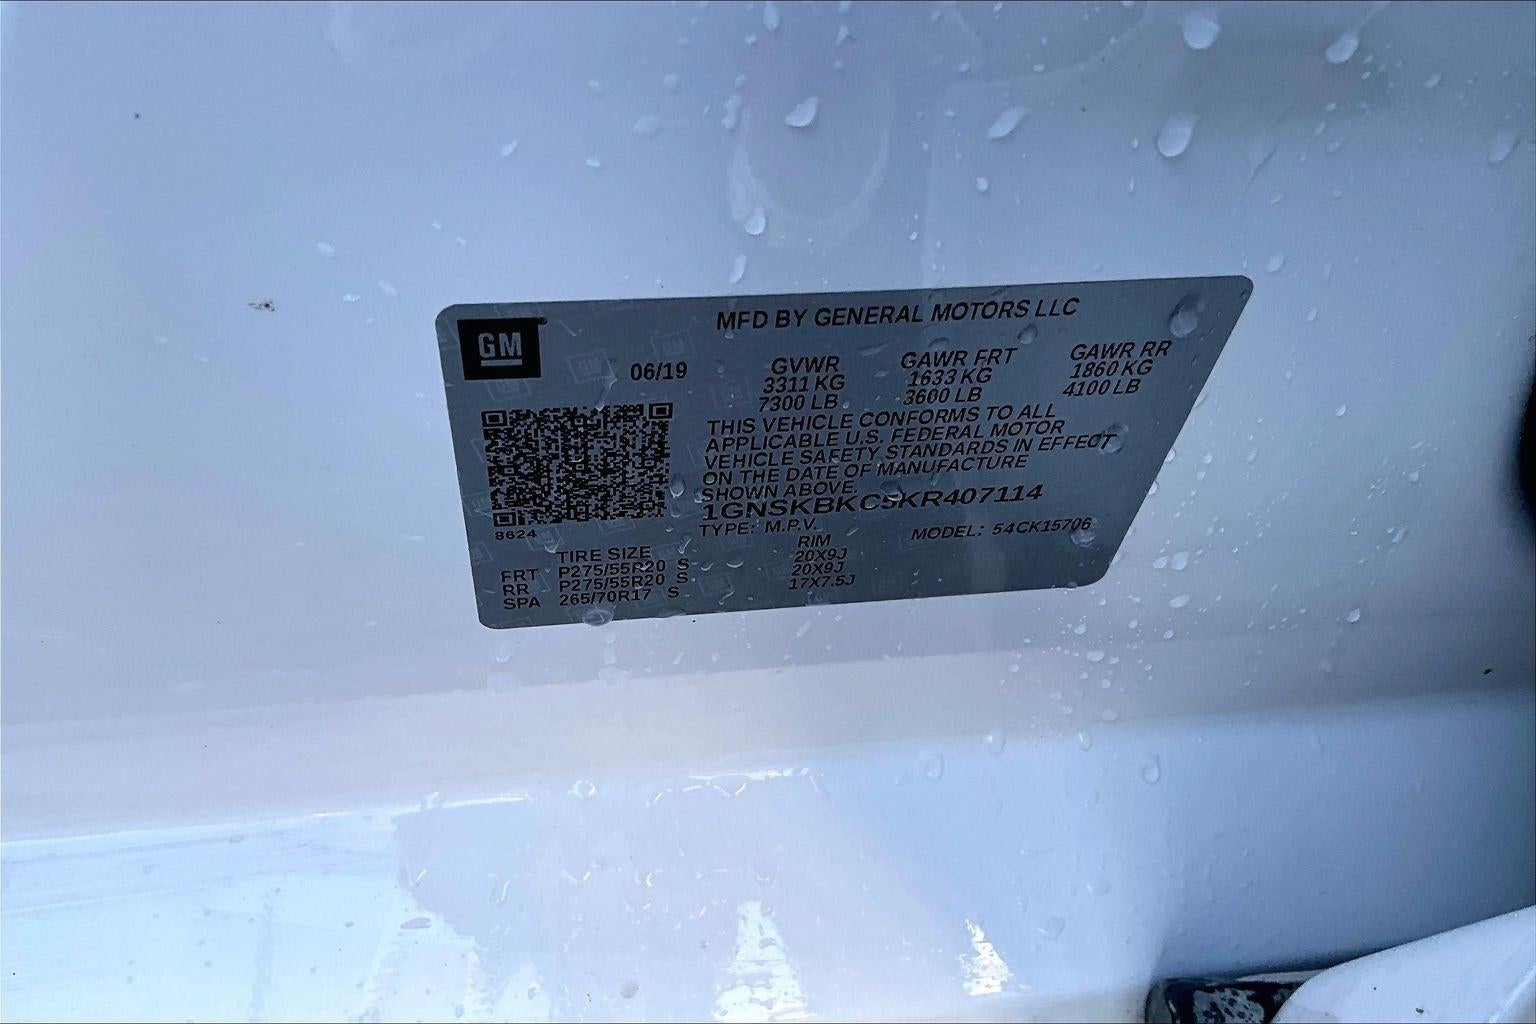 GM
MFD BY GENERAL MOTORS LLC
06/19
GVWR GAWR FRT GAWR RR
3311 KG 1633 KG 1860 KG
7300 LB 3600 LB 4100 LB
THIS VEHICLE CONFORMS TO ALL
APPLICABLE U.S. FEDERAL MOTOR
VEHICLE SAFETY STANDARDS IN EFFECT
ON THE DATE OF MANUFACTURE
SHOWN ABOVE.
1GNSKBKC5KR407114
8624
TYPE: M.P.V. MODEL: 54CK15706
TIRE SIZE RIM
FRT P275/55R20 S 20X9J
RR P275/55R20 S 20X9J
SPA 265/70R17 S 17X7.5J